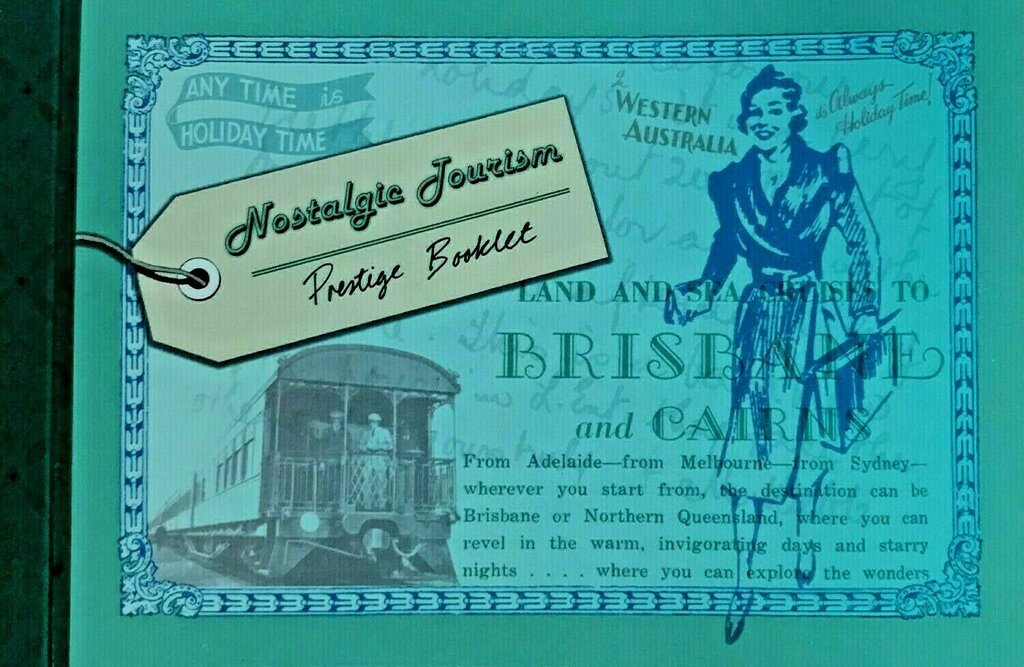 ANY TIME is
HOLIDAY TIME
in
WESTERN
AUSTRALIA
it's Always
Holiday Time!
Nostalgic Tourism
Prestige Booklet
LAND AND SEA CRUISES TO
BRISBANE
and CAIRNS
From Adelaide—from Melbourne—from Sydney—
wherever you start from, the destination can be
Brisbane or Northern Queensland, where you can
revel in the warm, invigorating days and starry
nights . . . . where you can explore the wonders